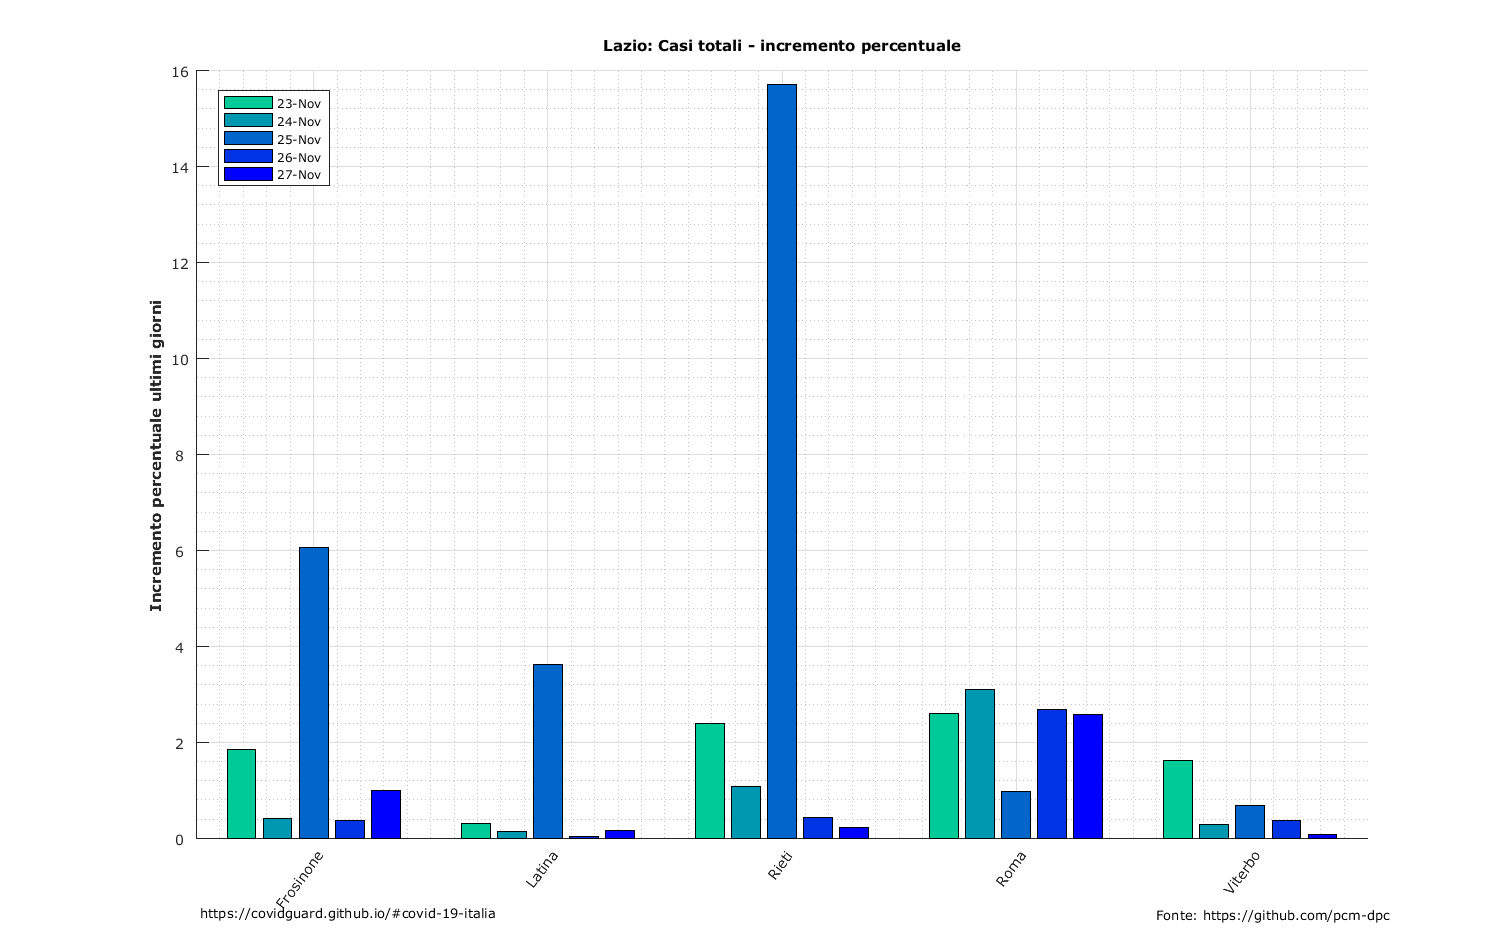 Lazio: Casi totali - incremento percentuale
Incremento percentuale ultimi giorni
16
14
12
10
8
6
4
2
0
23-Nov
24-Nov
25-Nov
26-Nov
27-Nov
Frosinone
Latina
Rieti
Roma
Viterbo
https://covidguard.github.io/#covid-19-italia
Fonte: https://github.com/pcm-dpc